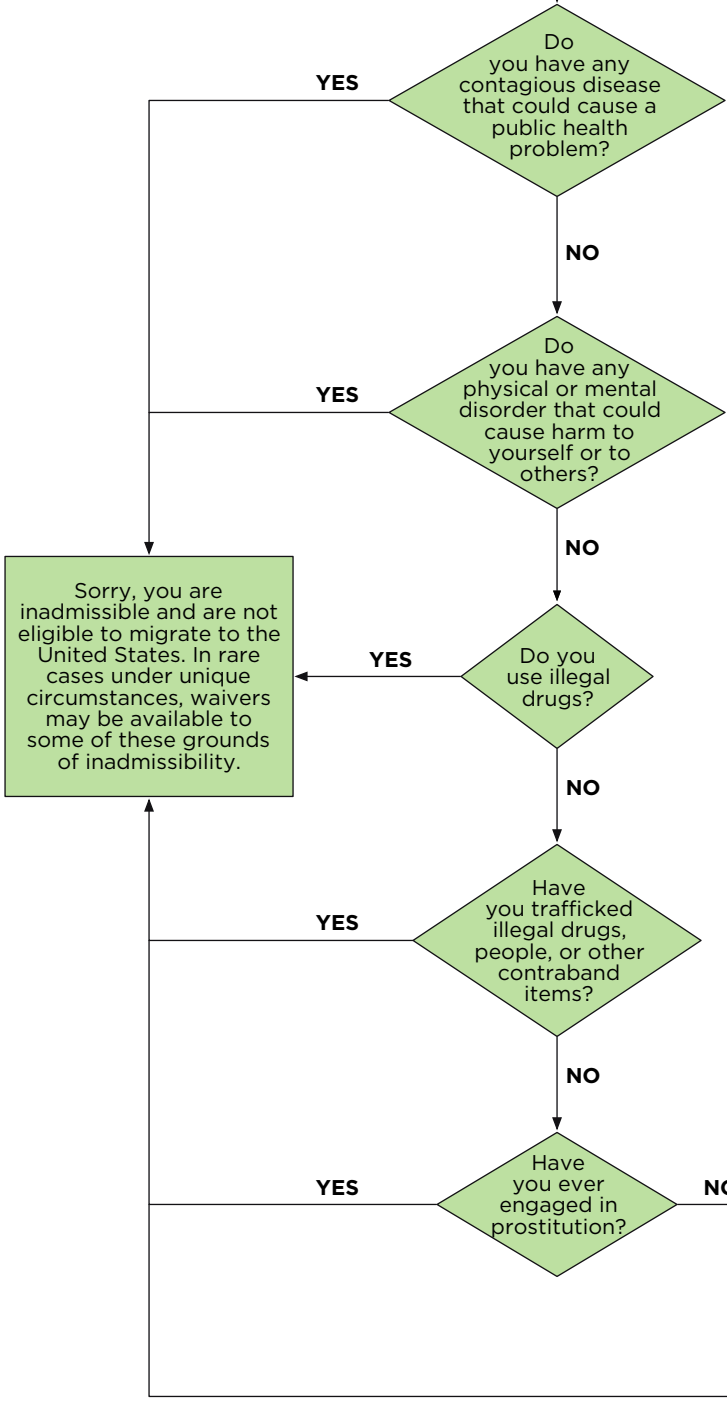 Do
you have any
contagious disease
that could cause a
public health
problem?
YES
NO
Do
you have any
physical or mental
disorder that could
cause harm to
yourself or to
others?
YES
NO
Sorry, you are
inadmissible and are not
eligible to migrate to the
United States. In rare
cases under unique
circumstances, waivers
may be available to
some of these grounds
of inadmissibility.
YES
Do you
use illegal
drugs?
NO
Have
you trafficked
illegal drugs,
people, or other
contraband
items?
YES
NO
Have
you ever
engaged in
prostitution?
YES
NO